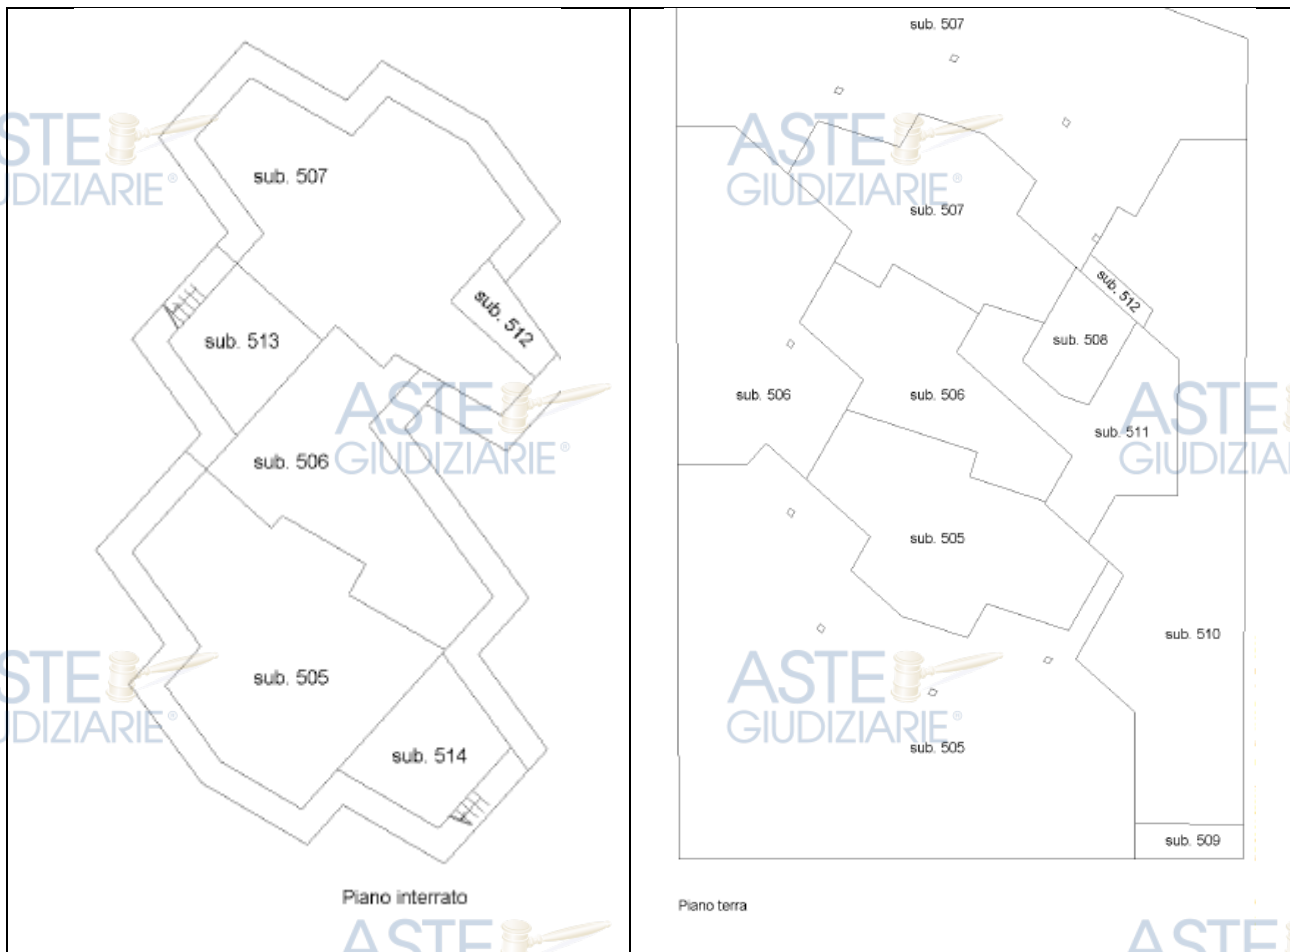 sub. 507
sub. 512
sub. 513
sub. 506
sub. 505
sub. 514
Piano interrato
sub. 507
sub. 507
sub. 512
sub. 508
sub. 506
sub. 506
sub. 511
sub. 505
sub. 510
sub. 505
sub. 509
Piano terra
ASTE
GIUDIZIARIE®
ASTE
GIUDIZIARIE®
ASTE
GIUDIZIARIE®
ASTE
GIUDIZIA
ASTE
GIUDIZIARIE®
ASTE
GIUDIZIARIE®
ASTE
ASTE